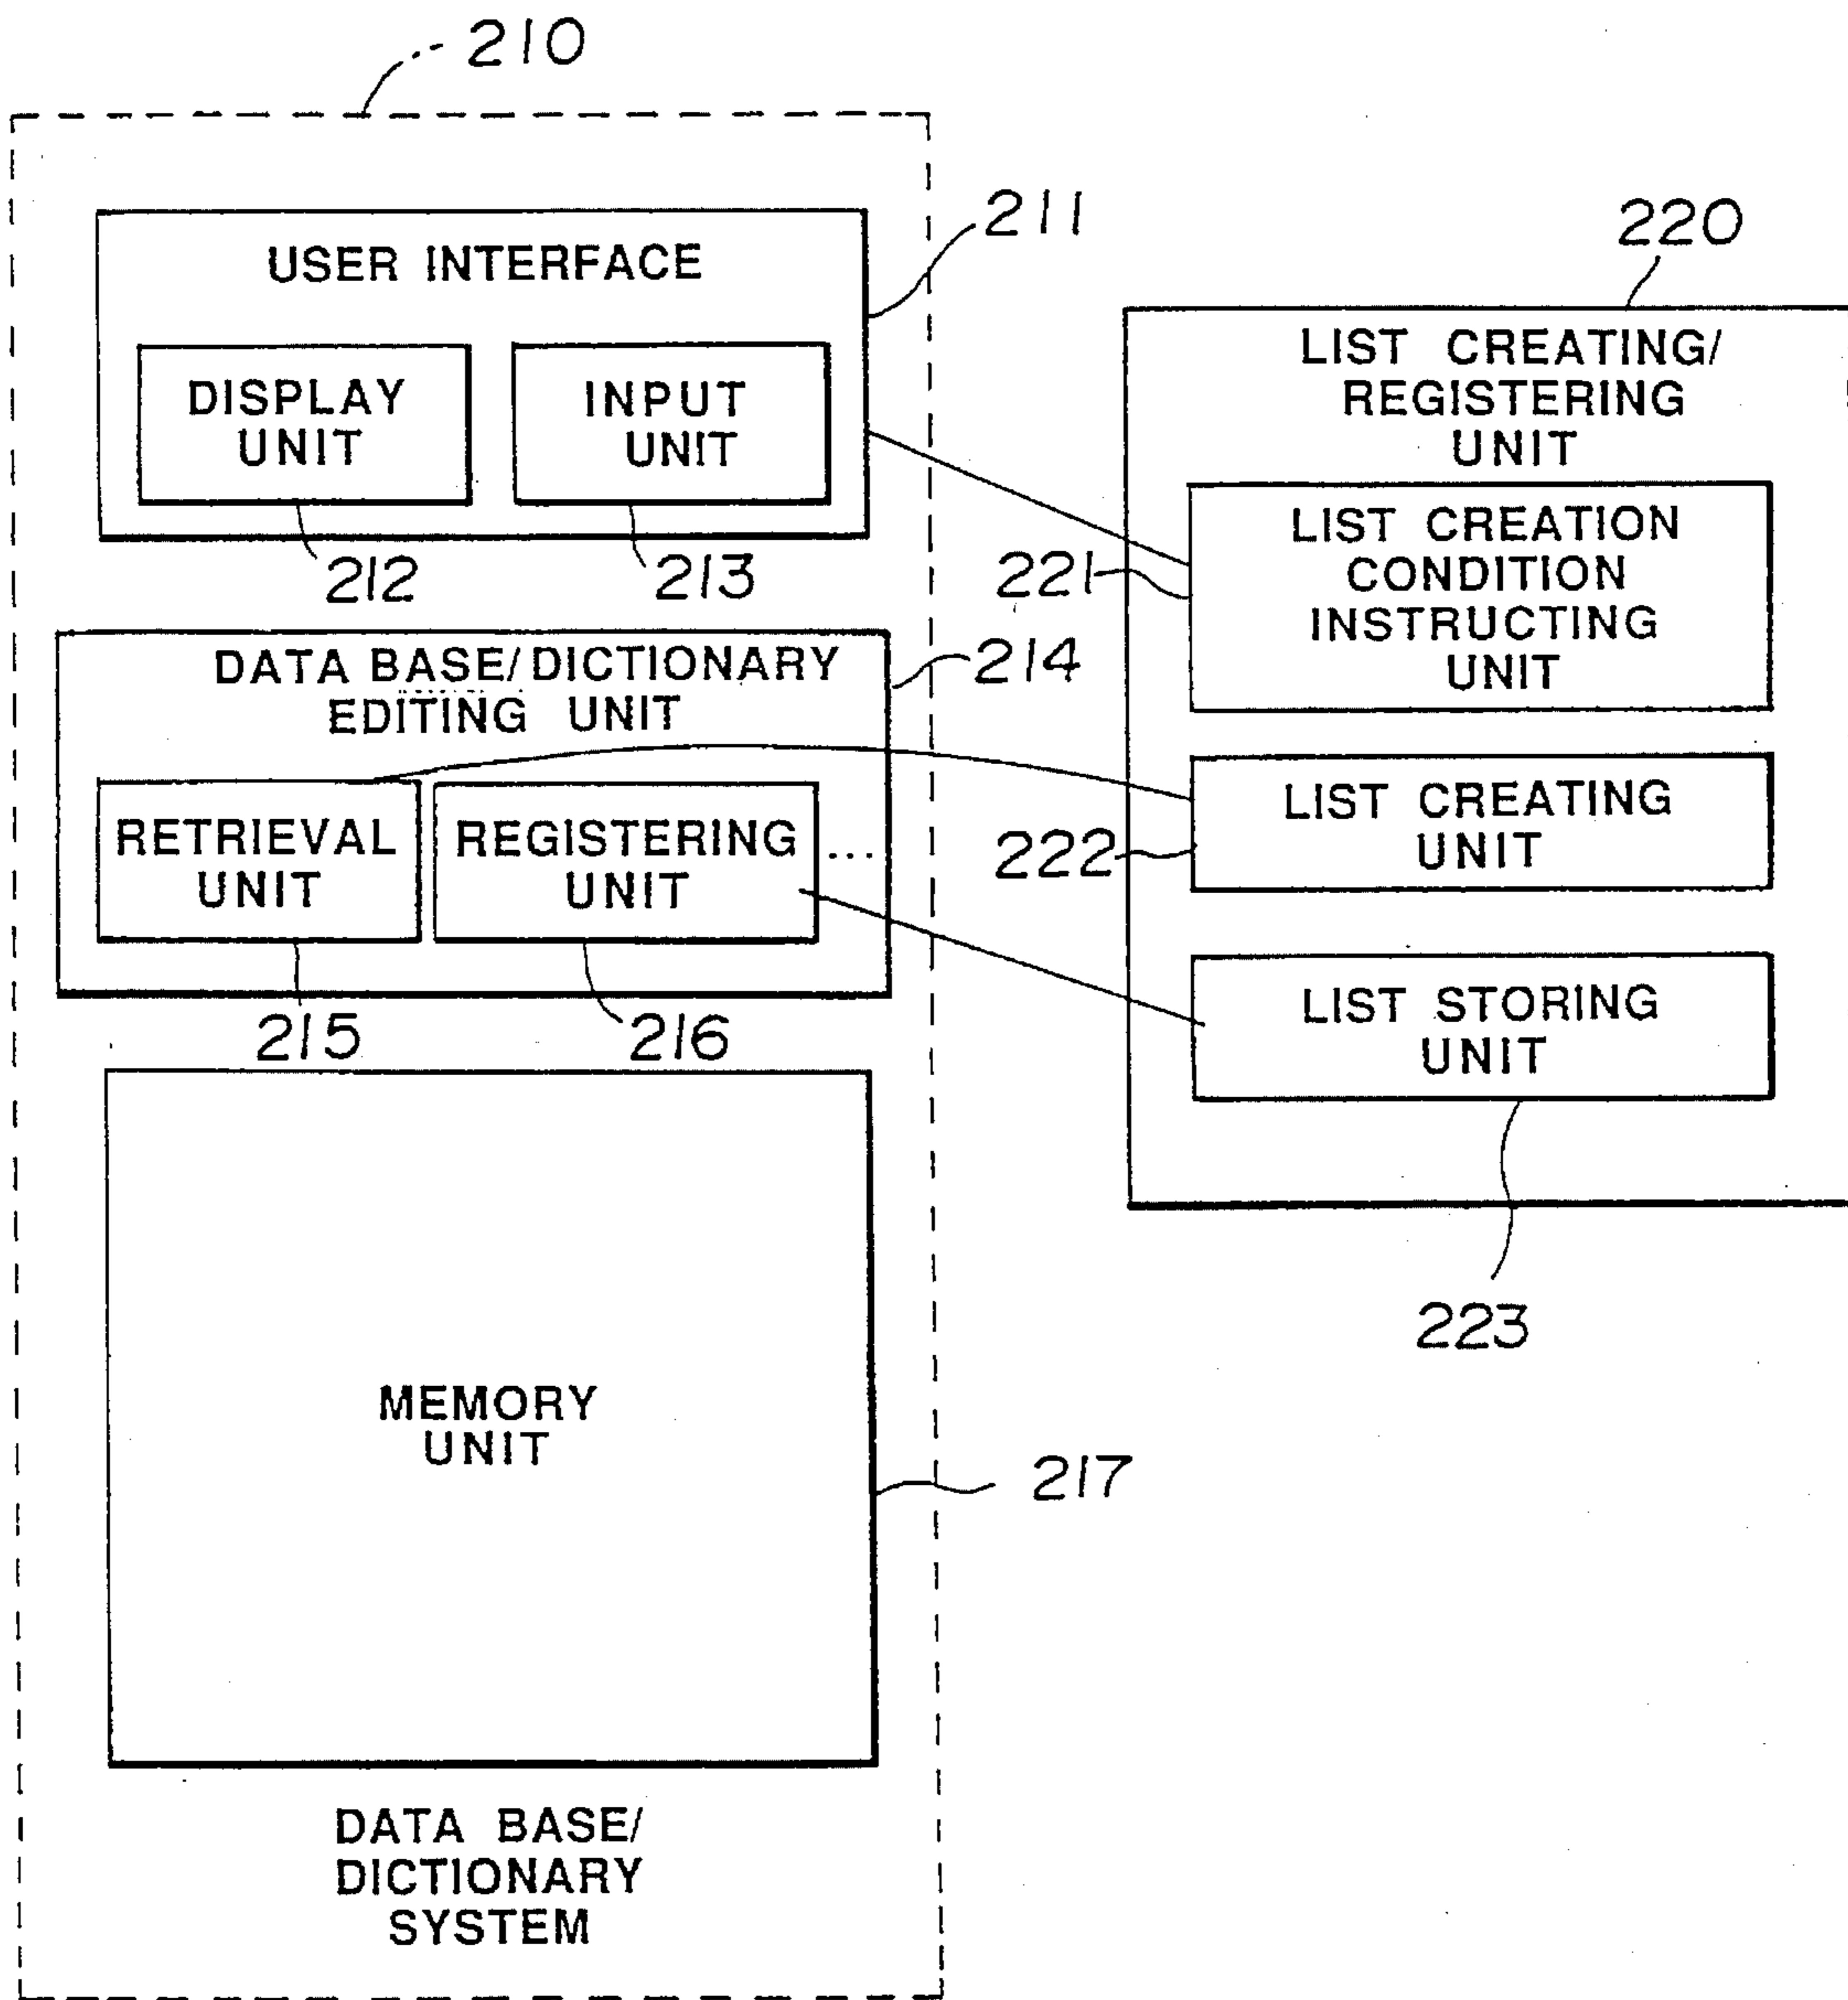 210
USER INTERFACE
211
DISPLAY
UNIT
INPUT
UNIT
212
213
DATA BASE/DICTIONARY
EDITING UNIT
214
RETRIEVAL
UNIT
REGISTERING
UNIT
...
215
216
MEMORY
UNIT
217
DATA BASE/
DICTIONARY
SYSTEM
220
LIST CREATING/
REGISTERING
UNIT
LIST CREATION
CONDITION
INSTRUCTING
UNIT
221
LIST CREATING
UNIT
222
LIST STORING
UNIT
223